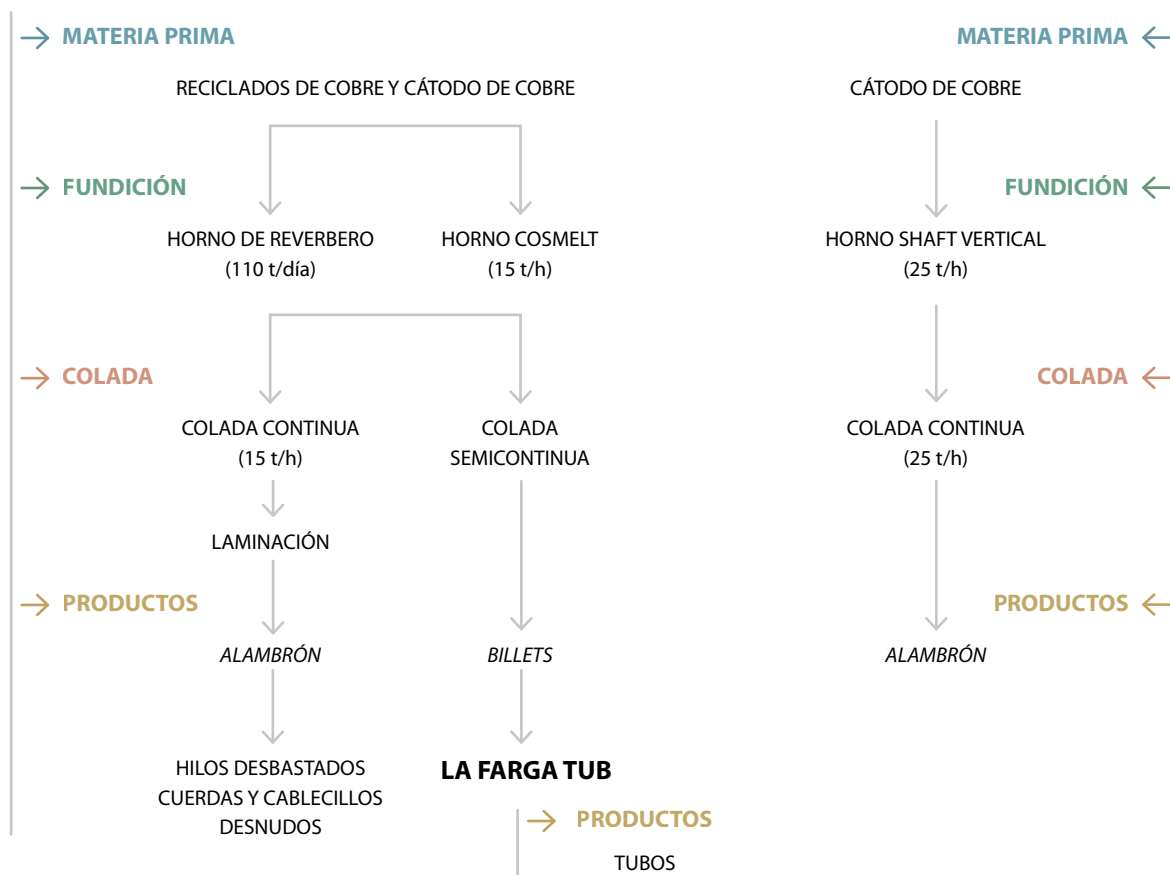 MATERIA PRIMA
MATERIA PRIMA
RECICLADOS DE COBRE Y CÁTODO DE COBRE
CÁTODO DE COBRE
FUNDICIÓN
FUNDICIÓN
HORNO DE REVERBERO
(110 t/día)
HORNO COSMELT
(15 t/h)
HORNO SHAFT VERTICAL
(25 t/h)
COLADA
COLADA
COLADA CONTINUA
(15 t/h)
COLADA
SEMICONTINUA
COLADA CONTINUA
(25 t/h)
LAMINACIÓN
PRODUCTOS
PRODUCTOS
ALAMBRÓN
BILLETS
ALAMBRÓN
HILOS DESBASTADOS
CUERDAS Y CABLECILLOS
DESNUDOS
LA FARGA TUB
PRODUCTOS
TUBOS